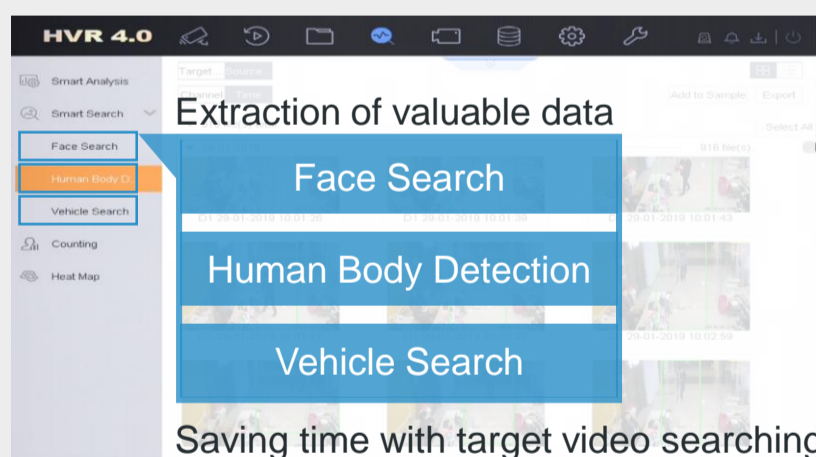 HVR 4.0
Smart Analysis
Target Source
Channel Time
Add to Sample Export
Smart Search
Extraction of valuable data
Select All
Face Search
916 file(s)
Face Search
Human Body D...
Vehicle Search
D1 29-01-2019 10:01:26 D1 29-01-2019 10:01:39 29-01-2019 10:01:43
Counting
Human Body Detection
Heat Map
29-01-2019 10:02:59
Vehicle Search
Saving time with target video searching